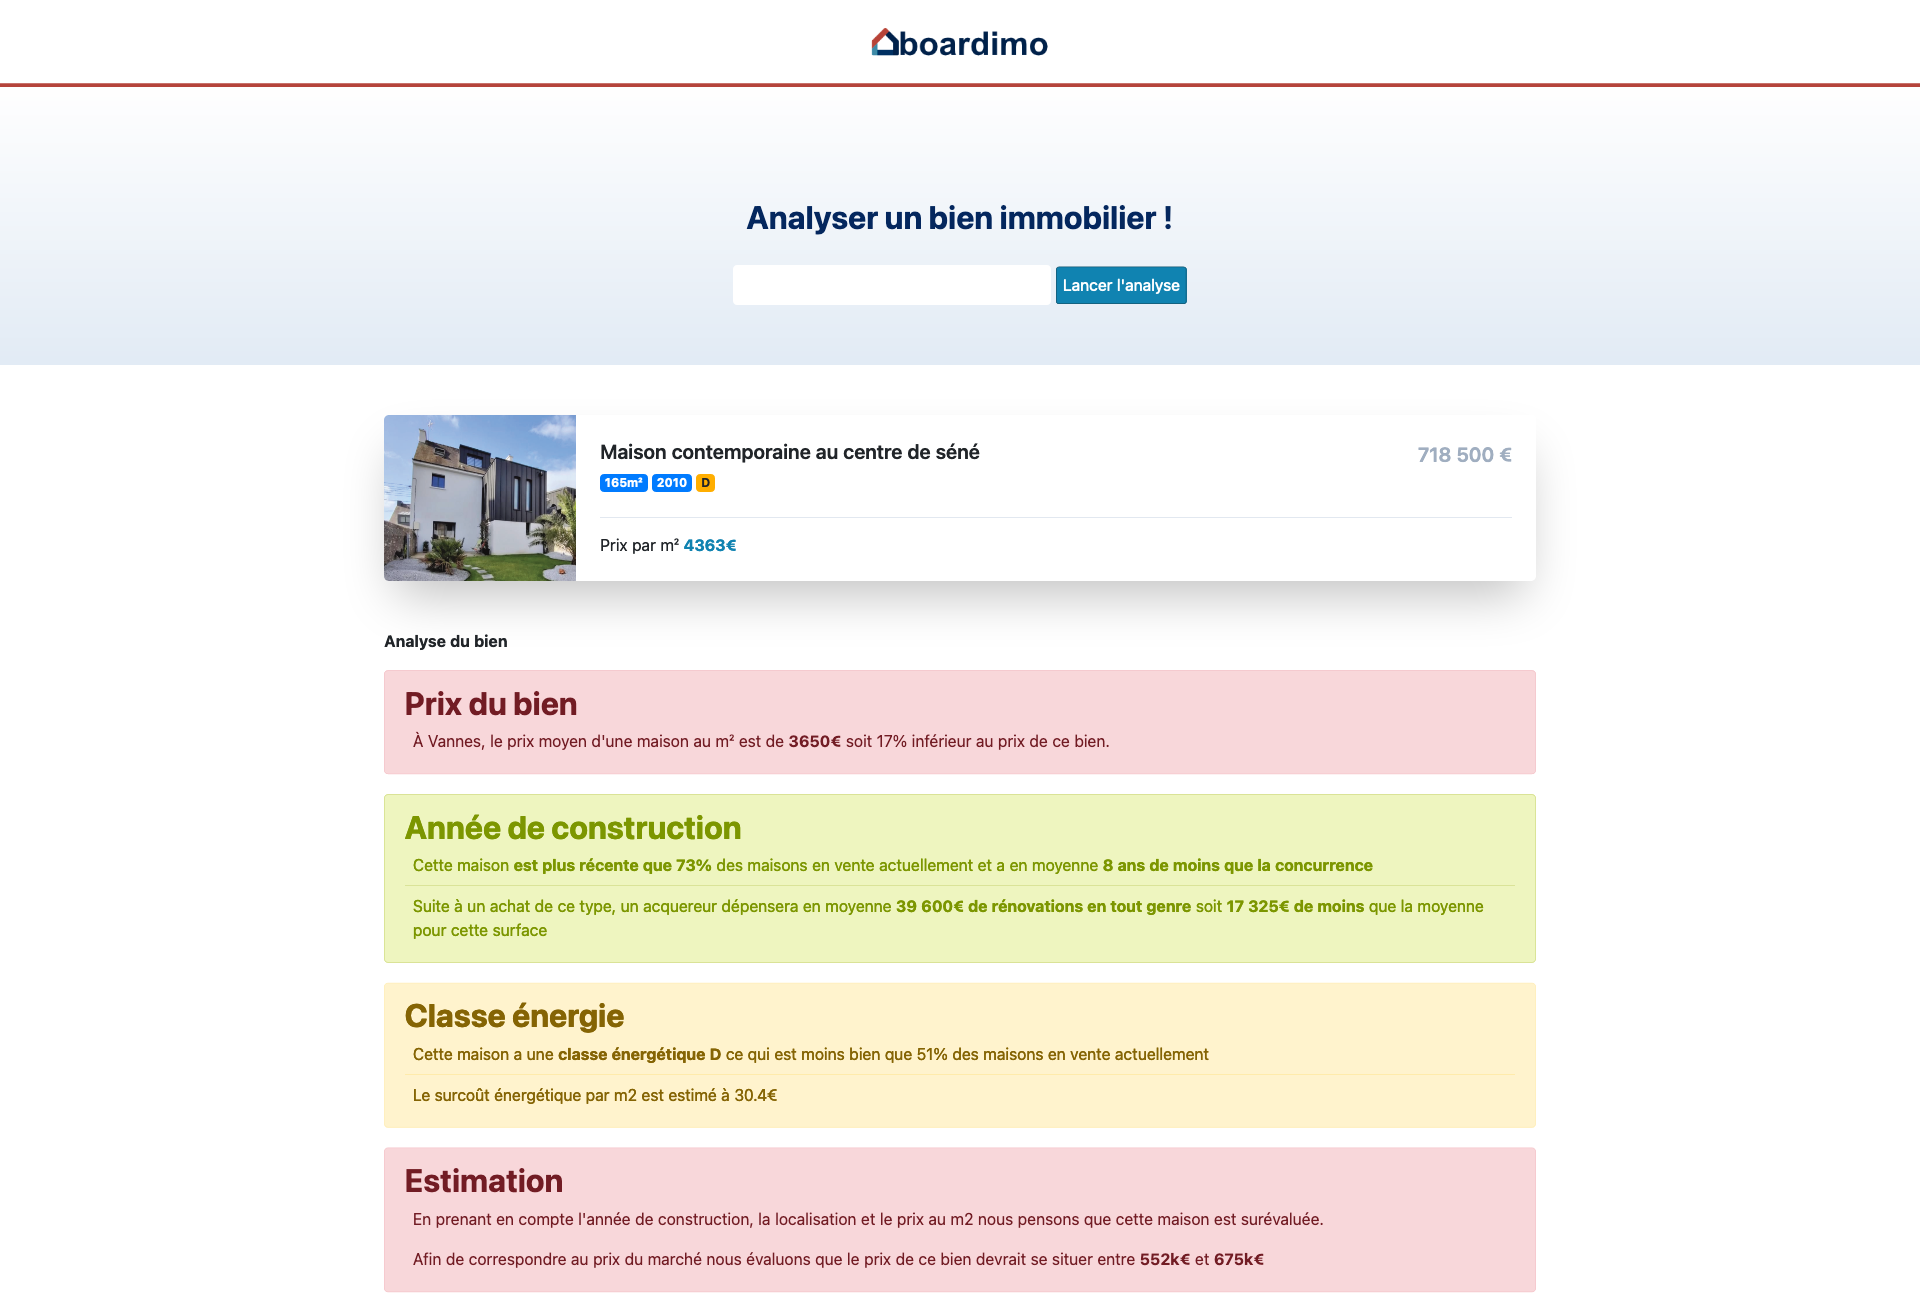 boardimo
Analyser un bien immobilier !
Lancer l'analyse
Maison contemporaine au centre de séné
718 500 €
165m² 2010 D
Prix par m² 4363€
Analyse du bien
Prix du bien
À Vannes, le prix moyen d'une maison au m² est de 3650€ soit 17% inférieur au prix de ce bien.
Année de construction
Cette maison est plus récente que 73% des maisons en vente actuellement et a en moyenne 8 ans de moins que la concurrence
Suite à un achat de ce type, un acquereur dépensera en moyenne 39 600€ de rénovations en tout genre soit 17 325€ de moins que la moyenne
pour cette surface
Classe énergie
Cette maison a une classe énergétique D ce qui est moins bien que 51% des maisons en vente actuellement
Le surcoût énergétique par m2 est estimé à 30.4€
Estimation
En prenant en compte l'année de construction, la localisation et le prix au m2 nous pensons que cette maison est surévaluée.
Afin de correspondre au prix du marché nous évaluons que le prix de ce bien devrait se situer entre 552k€ et 675k€